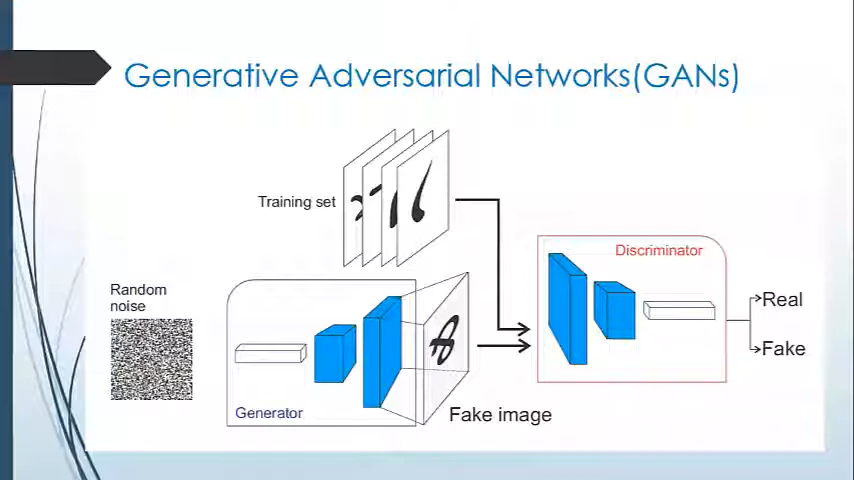 Generative Adversarial Networks(GANs)
Training set
Discriminator
Random
noise
Real
Fake
Generator
Fake image